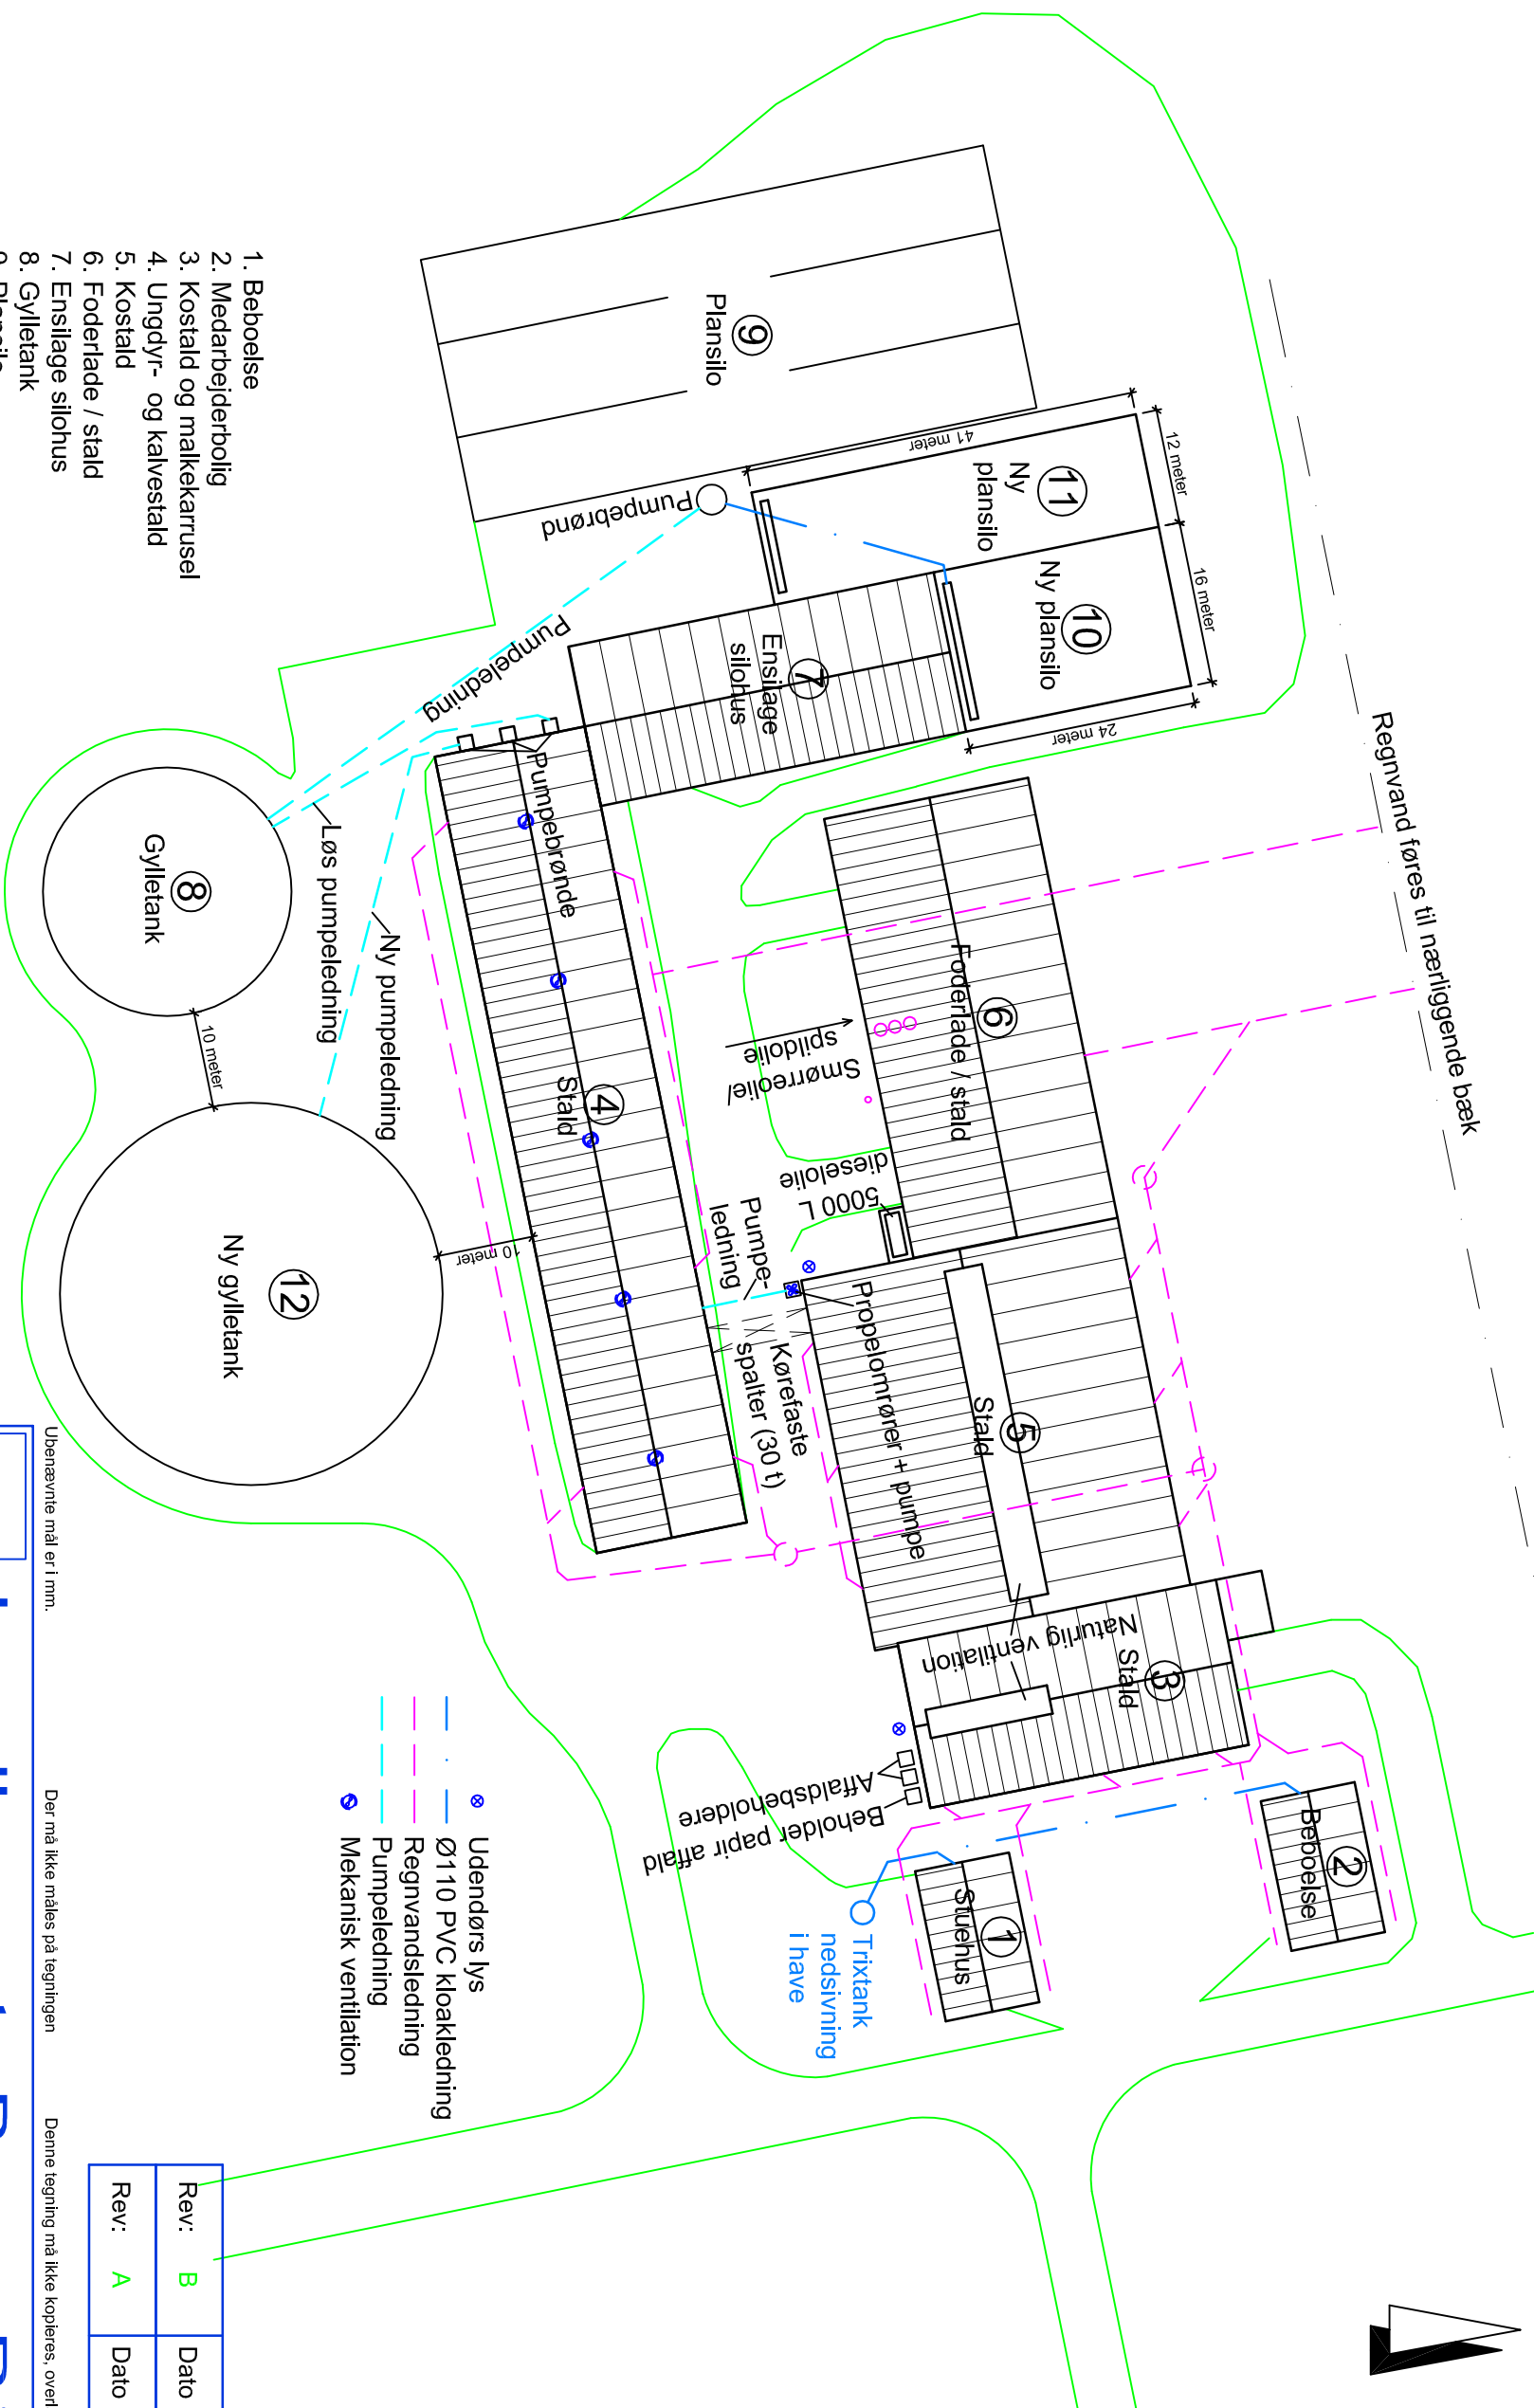 Regnvand føres til nærliggende bæk
12 meter
16 meter
41 meter
24 meter
11
Ny
plansilo
10
Ny plansilo
9
Plansilo
Pumpebrønd
7
Ensilage
silohus
Pumpeledning
Pumpebrønde
6
Foderlade / stald
Smørreolie/
spildolie
5000 L
dieselolie
Pumpe-
ledning
Propelomrører + pumpe
Kørefaste
spalter (30 t)
5
Stald
4
Stald
3
Stald
Naturlig ventilation
Affaldsbeholdere
Beholder papir affald
2
Beboelse
1
Stuehus
Trixtank
nedsivning
i have
Løs pumpeledning
Ny pumpeledning
8
Gylletank
10 meter
10 meter
12
Ny gylletank
1. Beboelse
2. Medarbejderbolig
3. Kostald og malkekarrusel
4. Ungdyr- og kalvestald
5. Kostald
6. Foderlade / stald
7. Ensilage silohus
8. Gylletank
Udendørs lys
Ø110 PVC kloakledning
Regnvandsledning
Pumpeledning
Mekanisk ventilation
Rev: B Dato
Rev: A Dato
Ubenævnte mål er i mm.
Der må ikke måles på tegningen
Denne tegning må ikke kopieres,